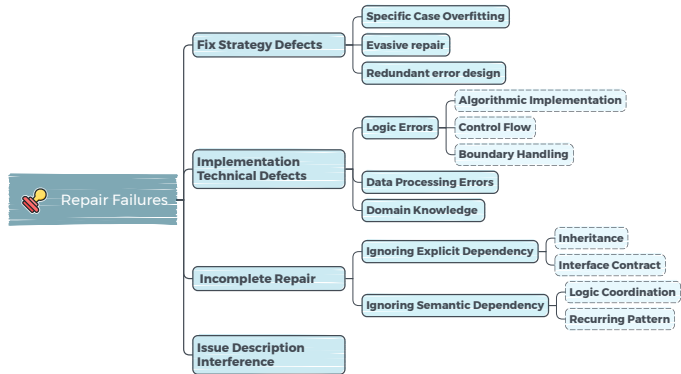 Repair Failures
Fix Strategy Defects
Specific Case Overfitting
Evasive repair
Redundant error design
Implementation
Technical Defects
Logic Errors
Algorithmic Implementation
Control Flow
Boundary Handling
Data Processing Errors
Domain Knowledge
Incomplete Repair
Ignoring Explicit Dependency
Inheritance
Interface Contract
Ignoring Semantic Dependency
Logic Coordination
Recurring Pattern
Issue Description
Interference